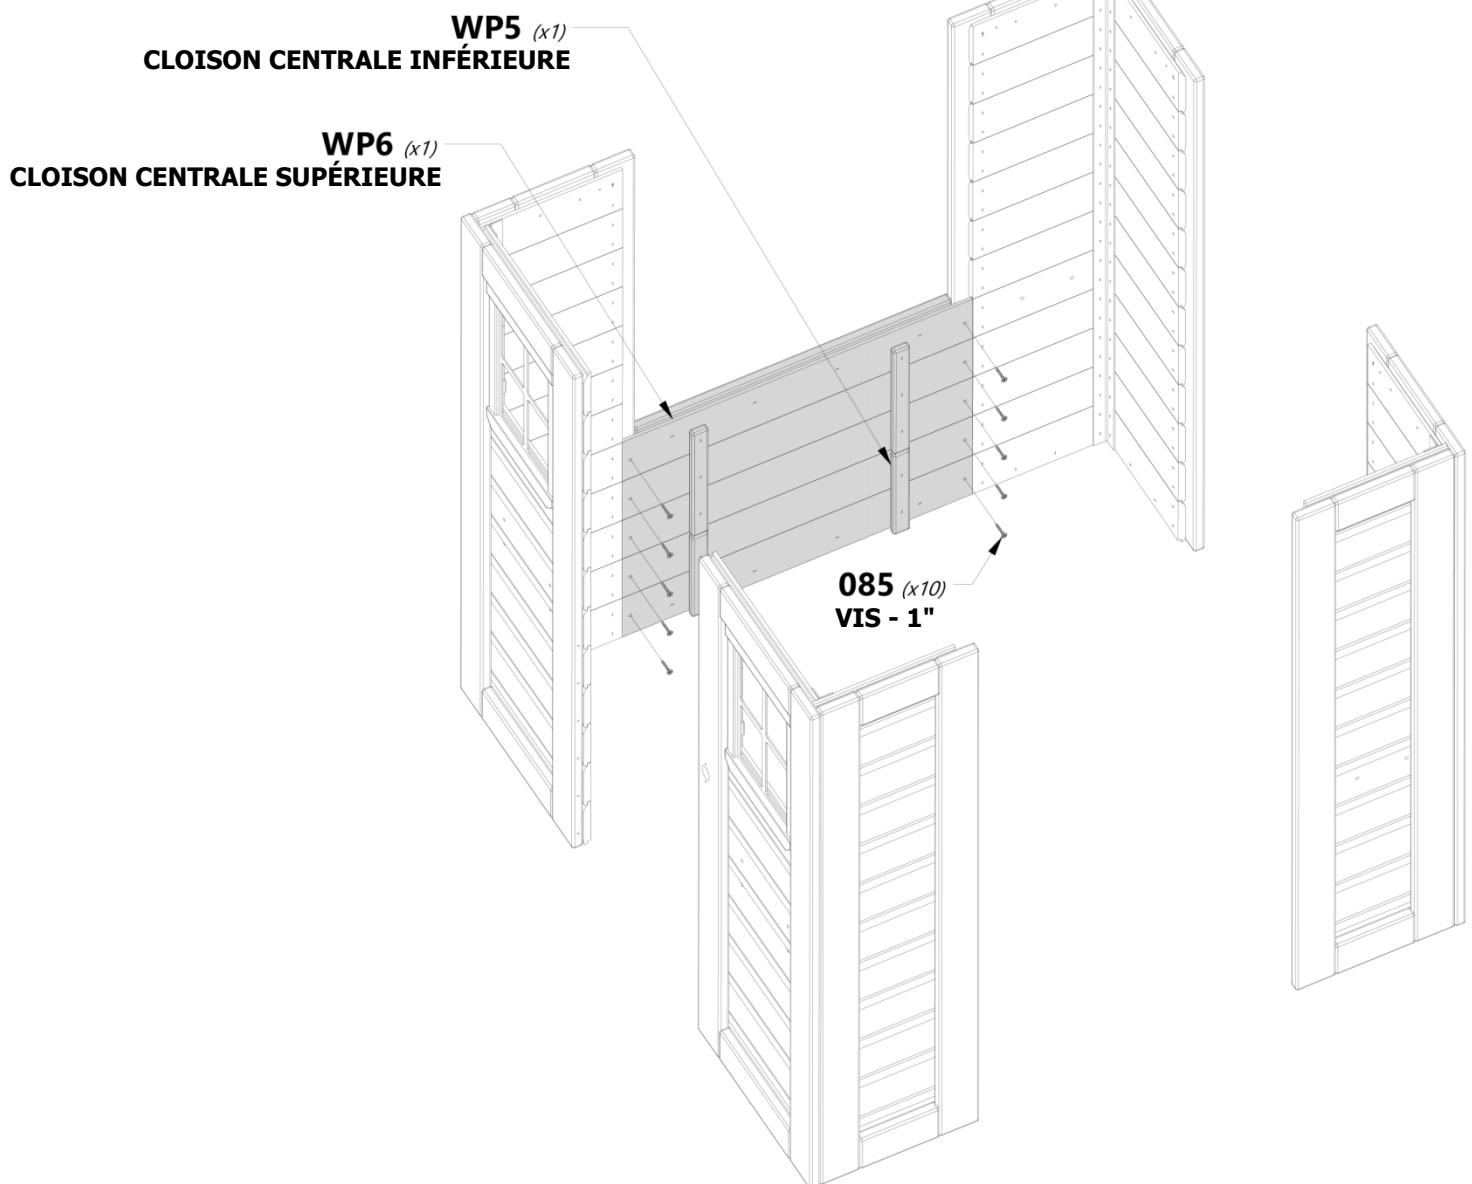 WP5 (x1)
CLOISON CENTRALE INFÉRIEURE
WP6 (x1)
CLOISON CENTRALE SUPÉRIEURE
085 (x10)
VIS - 1"